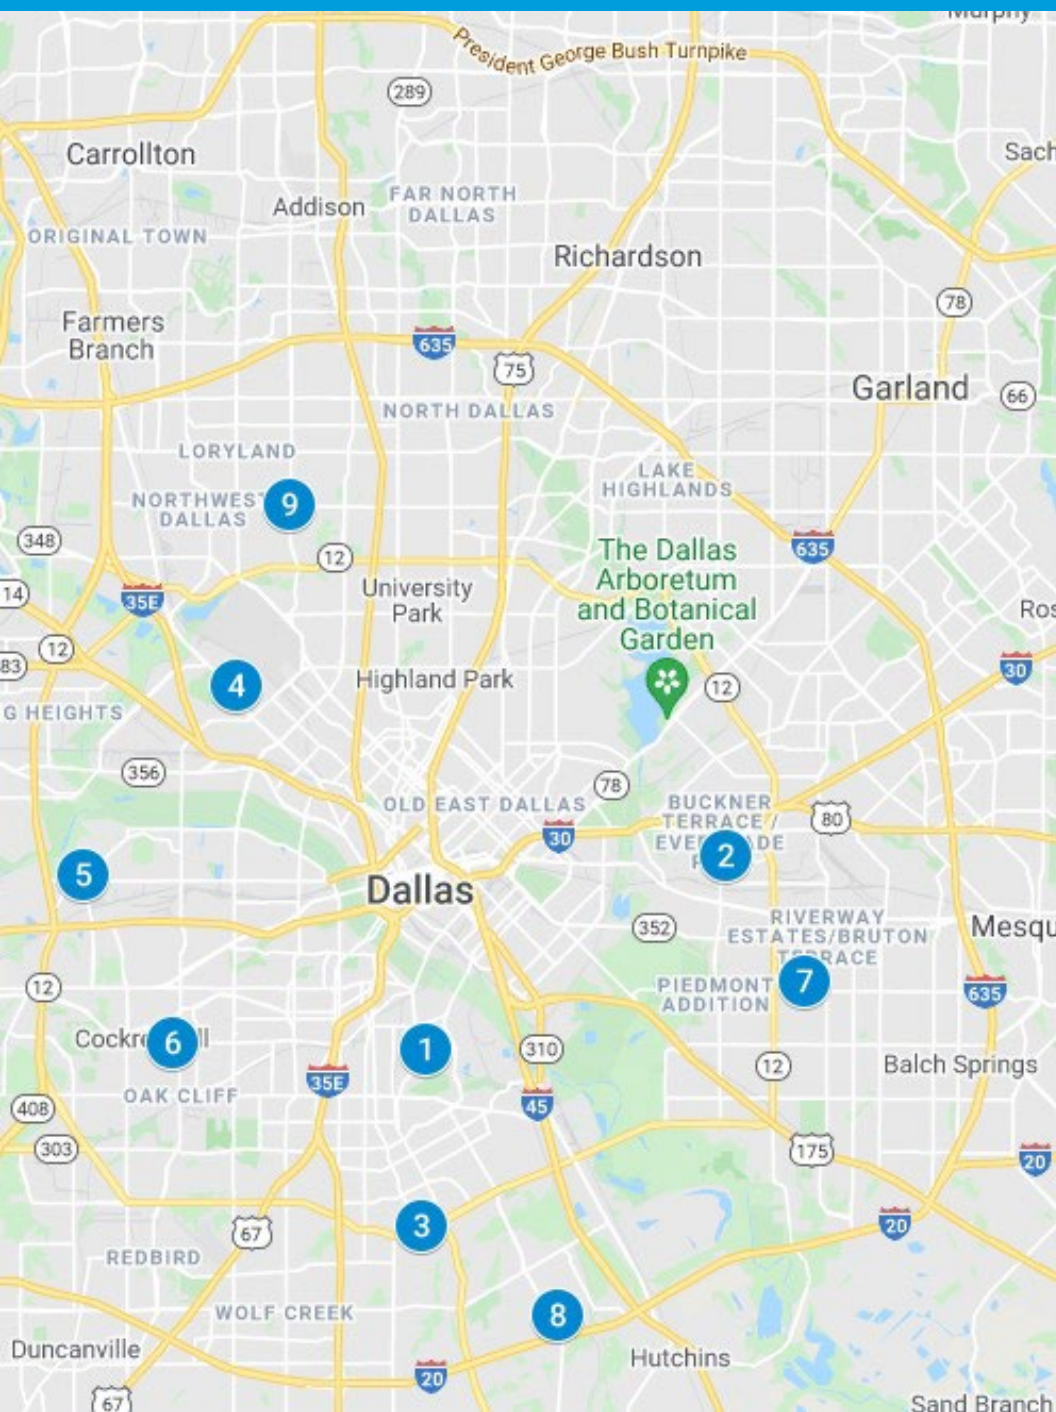 Murphy
President George Bush Turnpike
289
Carrollton
Sach
Addison
FAR NORTH
DALLAS
ORIGINAL TOWN
Richardson
78
Farmers
Branch
635
75
Garland
66
NORTH DALLAS
LORYLAND
LAKE
HIGHLANDS
NORTHWES
DALLAS
9
348
12
635
The Dallas
Arboretum
and Botanical
Garden
University
Park
14
35E
Ros
12
83
30
4
Highland Park
12
G HEIGHTS
356
78
OLD EAST DALLAS
BUCKNER
TERRACE /
80
30
2
5
Dallas
352
RIVERWAY
ESTATES/BRUTON
TERRACE
Mesqu
7
PIEDMONT
ADDITION
12
635
Cockre
ll
6
1
310
12
Balch Springs
35E
OAK CLIFF
45
408
303
175
20
3
67
20
REDBIRD
WOLF CREEK
8
Duncanville
Hutchins
20
67
Sand Branch